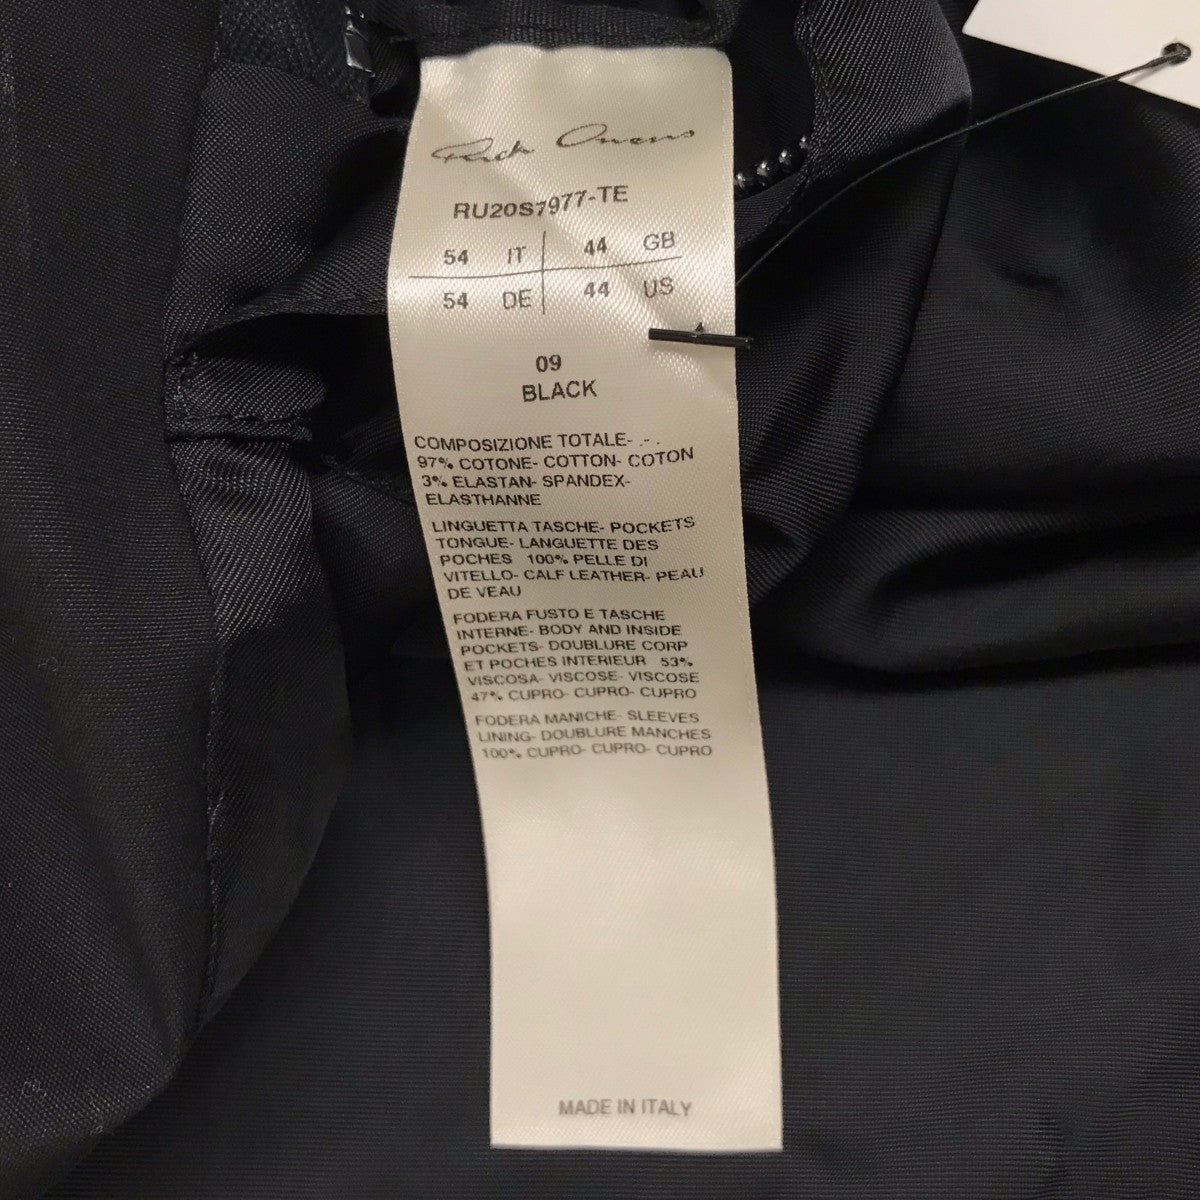 Rick Owens
RU20S7977-TE
54 IT 44 GB
54 DE 44 US
09
BLACK
COMPOSIZIONE TOTALE- .- .
97% COTONE- COTTON- COTON
3% ELASTAN- SPANDEX-
ELASTHANNE
LINGUETTA TASCHE- POCKETS
TONGUE- LANGUETTE DES
POCHES 100% PELLE DI
VITELLO- CALF LEATHER- PEAU
DE VEAU
FODERA FUSTO E TASCHE
INTERNE- BODY AND INSIDE
POCKETS- DOUBLURE CORP
ET POCHES INTERIEUR 53%
VISCOSA- VISCOSE- VISCOSE
47% CUPRO- CUPRO- CUPRO
FODERA MANICHE- SLEEVES
LINING- DOUBLURE MANCHES
100% CUPRO- CUPRO- CUPRO
MADE IN ITALY